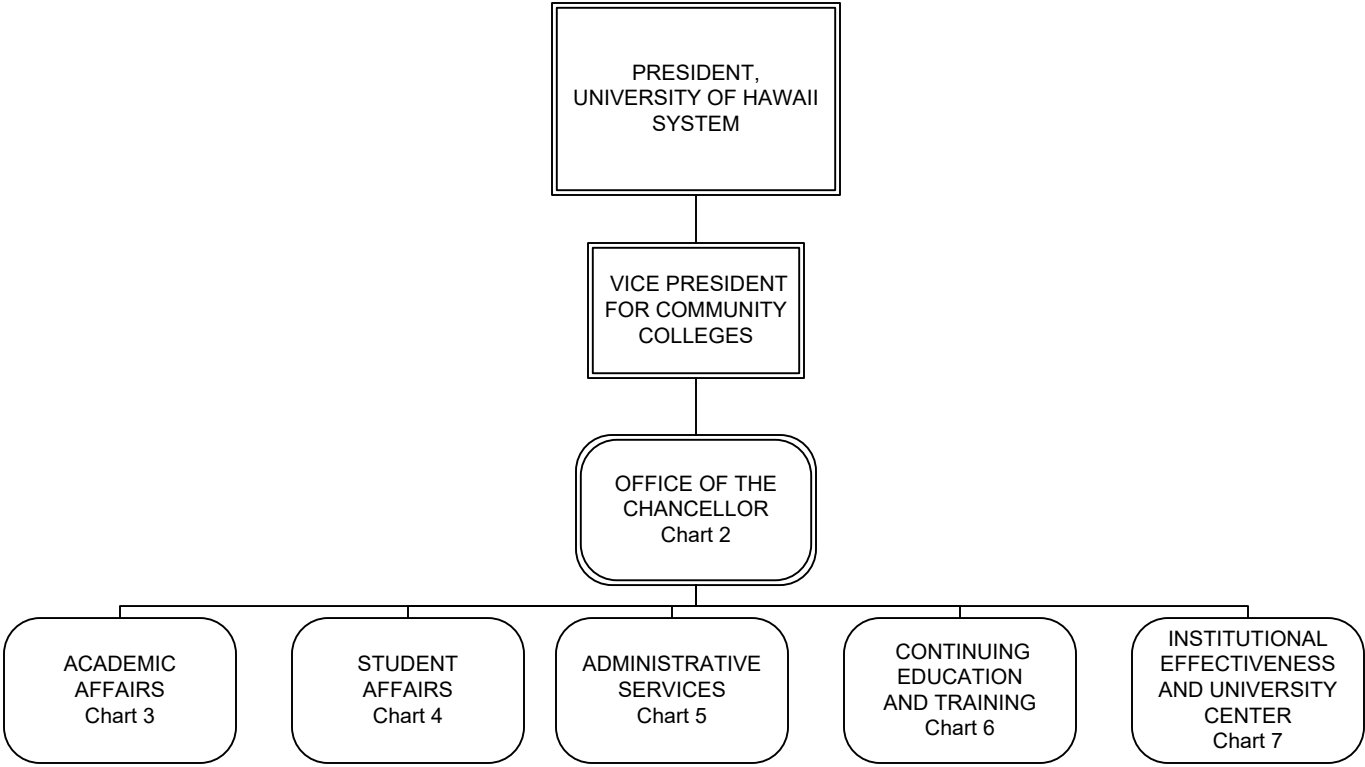 PRESIDENT,
UNIVERSITY OF HAWAII
SYSTEM
VICE PRESIDENT
FOR COMMUNITY
COLLEGES
OFFICE OF THE
CHANCELLOR
Chart 2
ACADEMIC
AFFAIRS
Chart 3
STUDENT
AFFAIRS
Chart 4
ADMINISTRATIVE
SERVICES
Chart 5
CONTINUING
EDUCATION
AND TRAINING
Chart 6
INSTITUTIONAL
EFFECTIVENESS
AND UNIVERSITY
CENTER
Chart 7